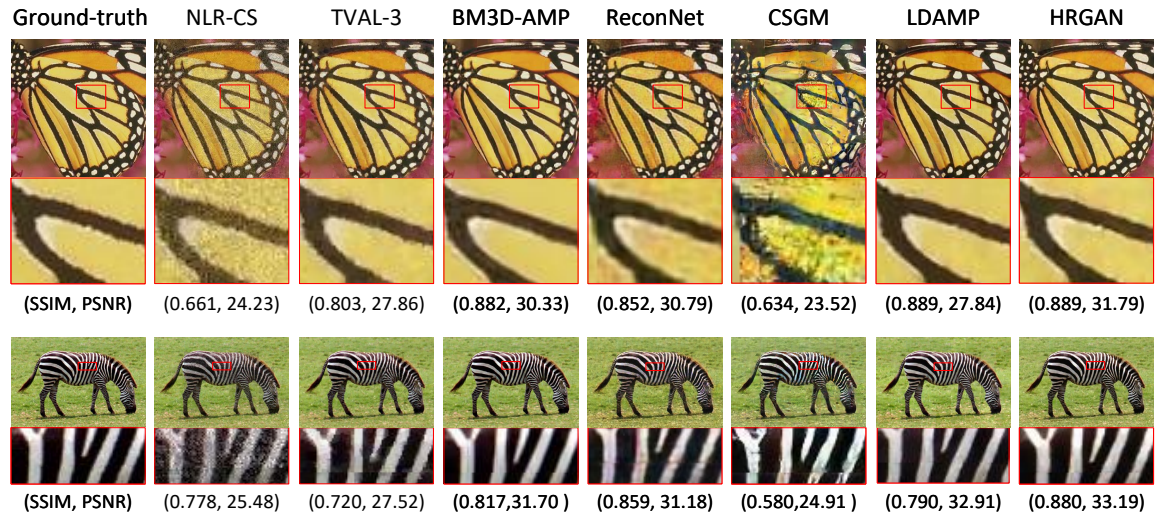 Ground-truth NLR-CS TVAL-3 BM3D-AMP ReconNet CSGM LDAMP HRGAN
(SSIM, PSNR) (0.661, 24.23) (0.803, 27.86) (0.882, 30.33) (0.852, 30.79) (0.634, 23.52) (0.889, 27.84) (0.889, 31.79)
(SSIM, PSNR) (0.778, 25.48) (0.720, 27.52) (0.817,31.70 ) (0.859, 31.18) (0.580,24.91 ) (0.790, 32.91) (0.880, 33.19)